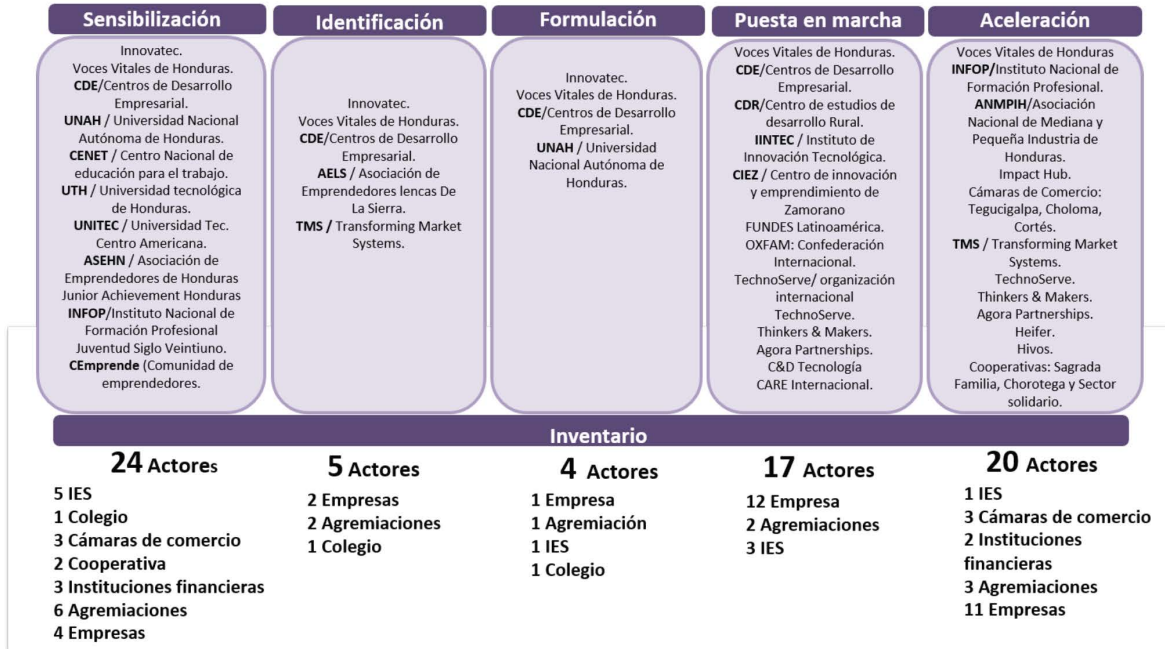 Sensibilización
Innovatec.
Voces Vitales de Honduras.
CDE/Centros de Desarrollo
Empresarial.
UNAH / Universidad Nacional
Autónoma de Honduras.
CENET / Centro Nacional de
educación para el trabajo.
UTH / Universidad tecnológica
de Honduras.
UNITEC / Universidad Tec.
Centro Americana.
ASEHN / Asociación de
Emprendedores de Honduras
Junior Achievement Honduras
INFOP/Instituto Nacional de
Formación Profesional
Juventud Siglo Veintiuno.
CEmprende (Comunidad de
emprendedores.
Identificación
Innovatec.
Voces Vitales de Honduras.
CDE/Centros de Desarrollo
Empresarial.
AELS / Asociación de
Emprendedores lencas De
La Sierra.
TMS / Transforming Market
Systems.
Formulación
Innovatec.
Voces Vitales de Honduras.
CDE/Centros de Desarrollo
Empresarial.
UNAH / Universidad
Nacional Autónoma de
Honduras.
Puesta en marcha
Voces Vitales de Honduras.
CDE/Centros de Desarrollo
Empresarial.
CDR/Centro de estudios de
desarrollo Rural.
IINTEC / Instituto de
Innovación Tecnológica.
CIEZ / Centro de innovación
y emprendimiento de
Zamorano
FUNDES Latinoamérica.
OXFAM: Confederación
Internacional.
TechnoServe/ organización
internacional
TechnoServe.
Thinkers & Makers.
Agora Partnerships.
C&D Tecnología
CARE Internacional.
Aceleración
Voces Vitales de Honduras
INFOP/Instituto Nacional de
Formación Profesional.
ANMPIH/Asociación
Nacional de Mediana y
Pequeña Industria de
Honduras.
Impact Hub.
Cámaras de Comercio:
Tegucigalpa, Choloma,
Cortés.
TMS / Transforming Market
Systems.
TechnoServe.
Thinkers & Makers.
Agora Partnerships.
Heifer.
Hivos.
Cooperativas: Sagrada
Familia, Chorotega y Sector
solidario.
Inventario
24 Actores
5 IES
1 Colegio
3 Cámaras de comercio
2 Cooperativa
3 Instituciones financieras
6 Agremiaciones
4 Empresas
5 Actores
2 Empresas
2 Agremiaciones
1 Colegio
4 Actores
1 Empresa
1 Agremiación
1 IES
1 Colegio
17 Actores
12 Empresa
2 Agremiaciones
3 IES
20 Actores
1 IES
3 Cámaras de comercio
2 Instituciones
financieras
3 Agremiaciones
11 Empresas